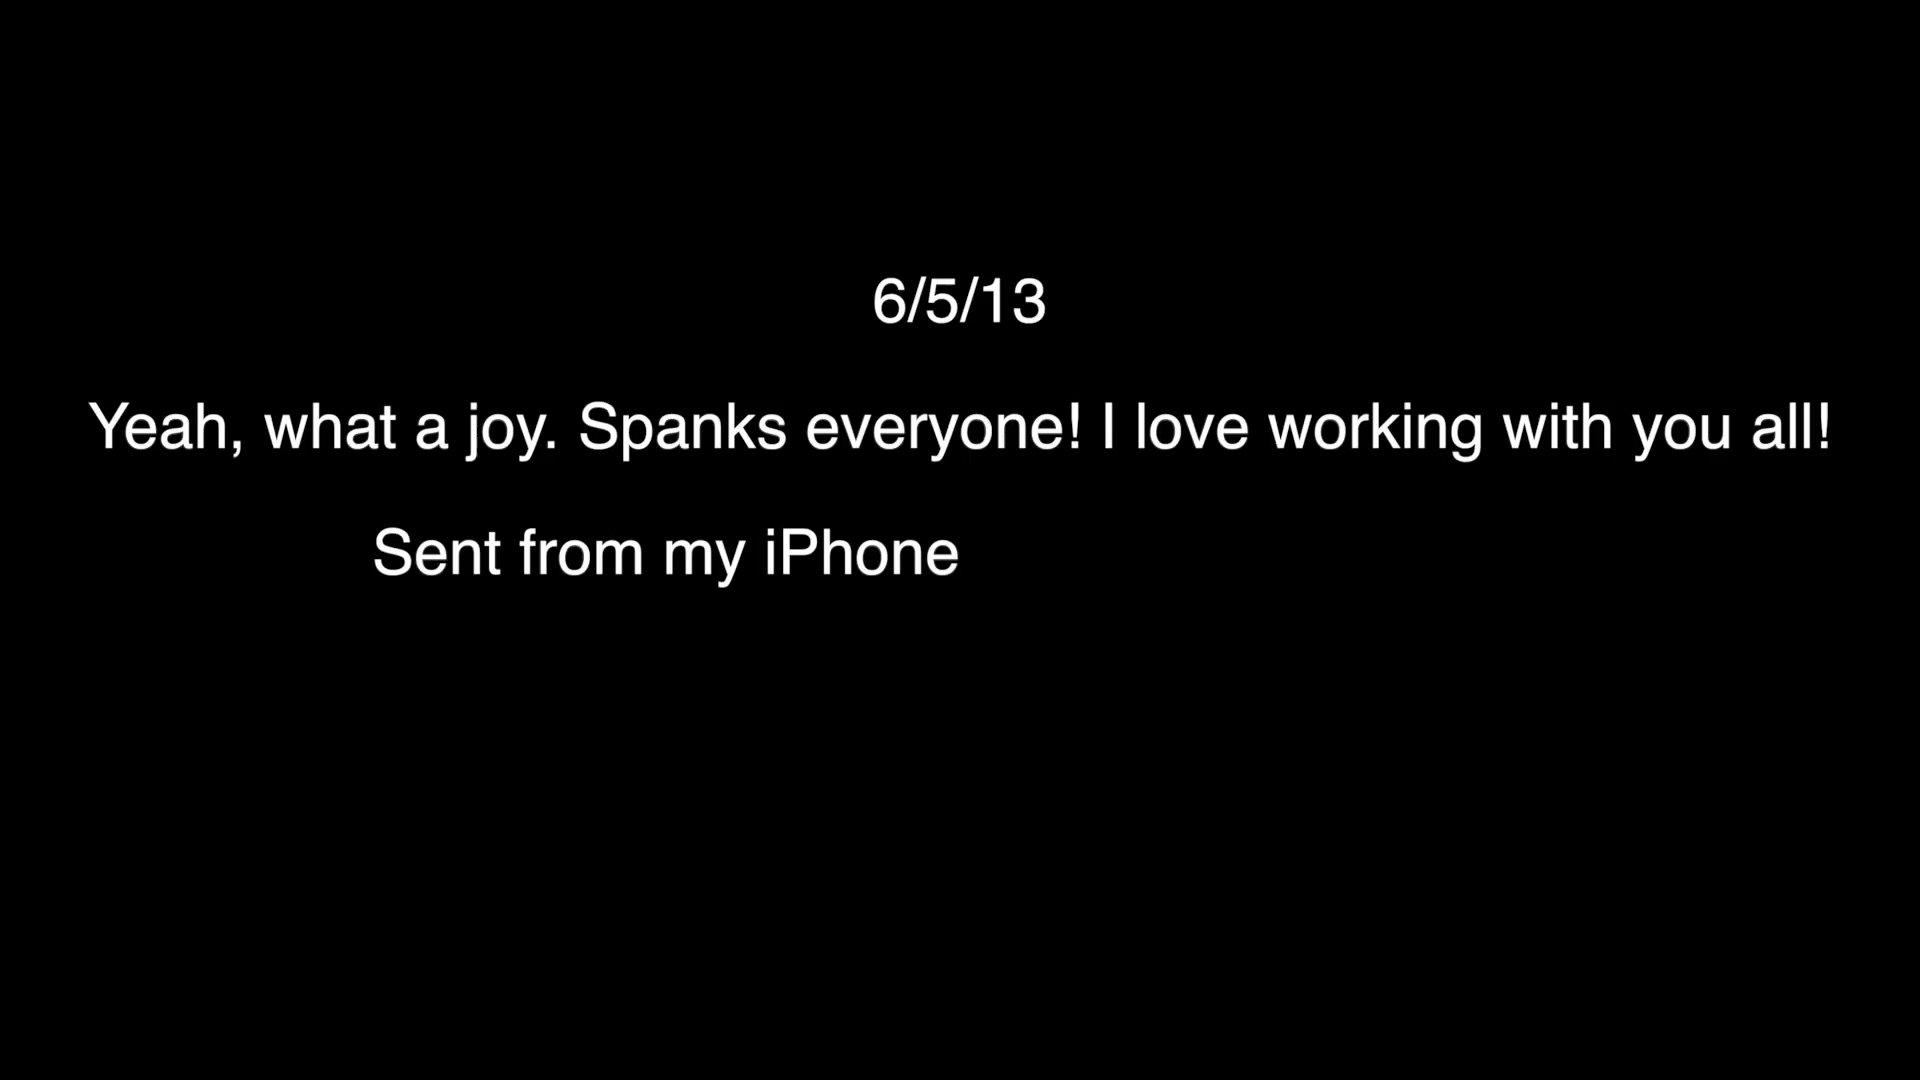 6/5/13
Yeah, what a joy. Spanks everyone! I love working with you all!
Sent from my iPhone